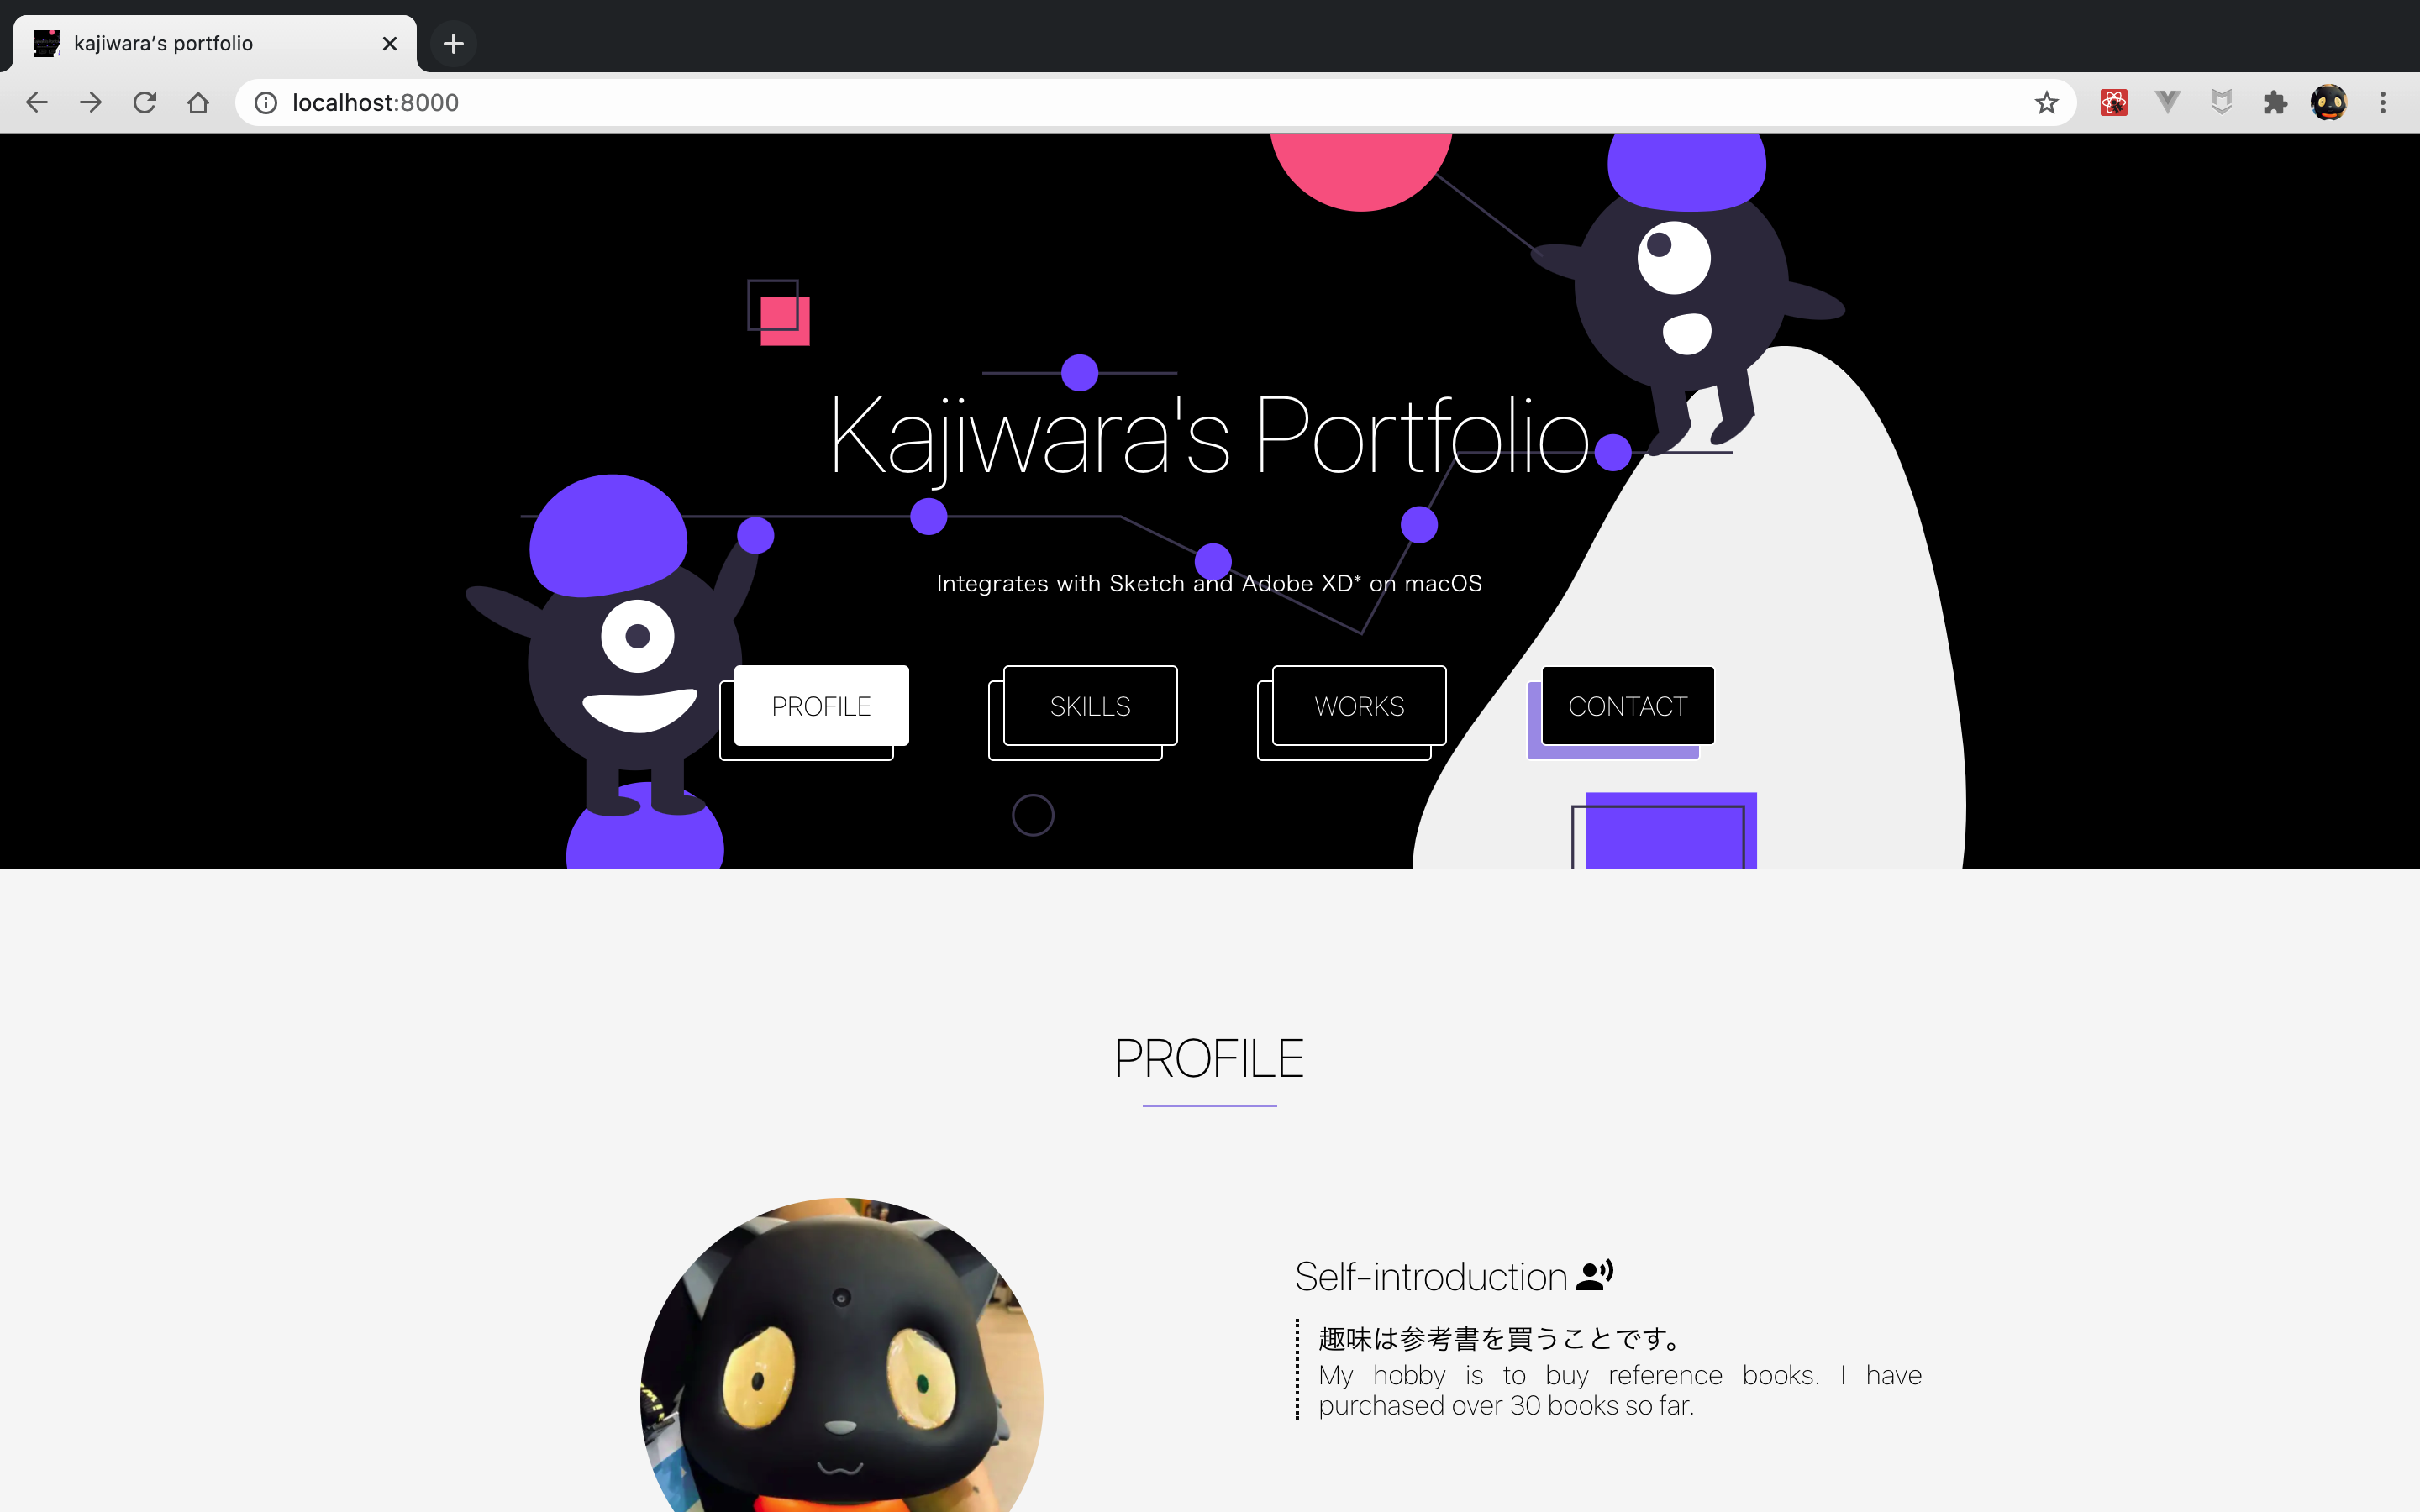 kajiwara’s portfolio
localhost:8000
Kajiwara's Portfolio
Integrates with Sketch and Adobe XD* on macOS
PROFILE
SKILLS
WORKS
CONTACT
PROFILE
Self-introduction
趣味は参考書を買うことです。
My hobby is to buy reference books. I have
purchased over 30 books so far.